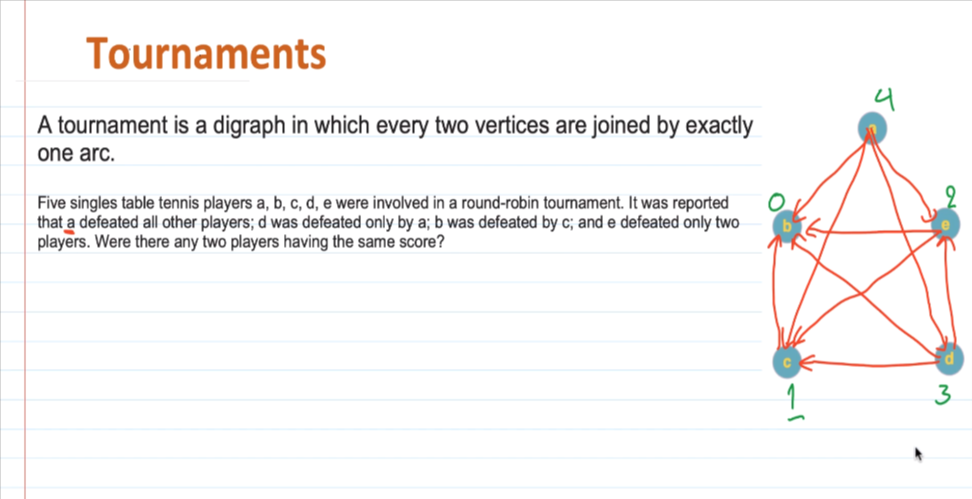 Tournaments
A tournament is a digraph in which every two vertices are joined by exactly
one arc.
Five singles table tennis players a, b, c, d, e were involved in a round-robin tournament. It was reported
that a defeated all other players; d was defeated only by a; b was defeated by c; and e defeated only two
players. Were there any two players having the same score?
4
a
0
2
b
e
c
d
1
3